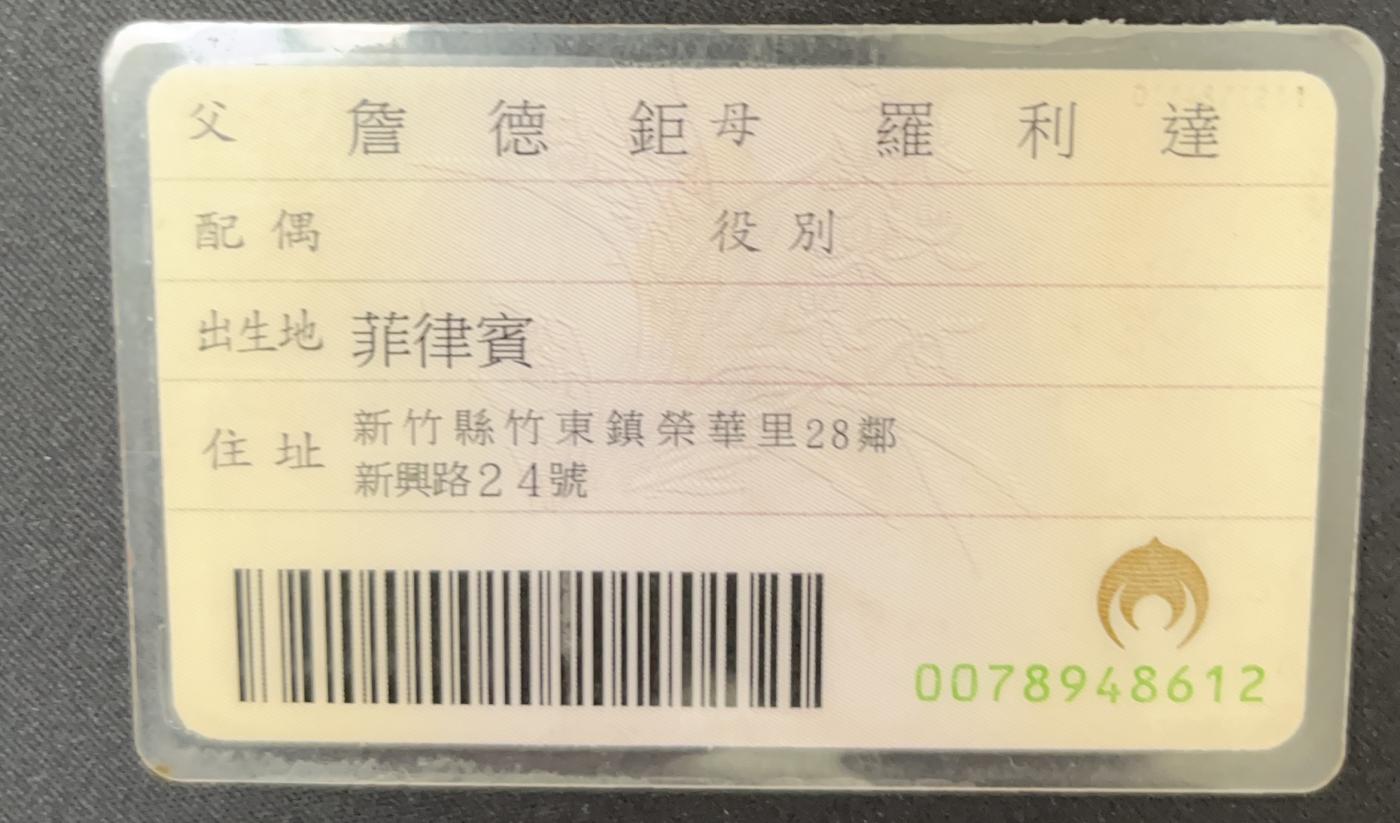 父 詹德鉅 母 羅利達
配偶 役別
出生地 菲律賓
住址 新竹縣竹東鎮榮華里28鄰
新興路24號
0078948612